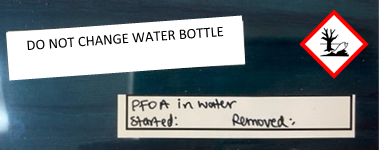 DO NOT CHANGE WATER BOTTLE
PFOA in water
Started: Removed: